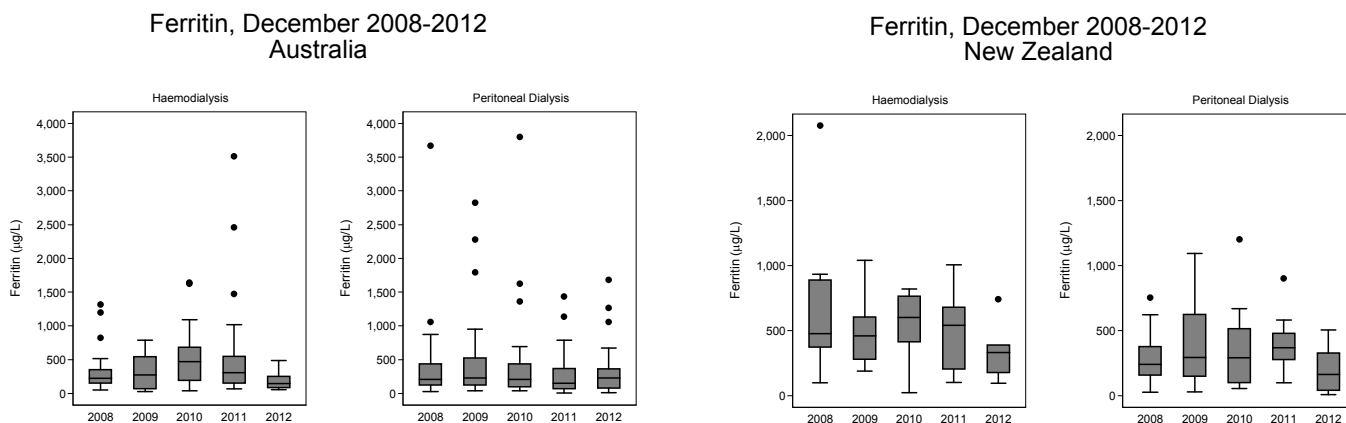 Ferritin, December 2008-2012
Australia
Haemodialysis
Peritoneal Dialysis
Ferritin (µg/L)
4,000
3,500
3,000
2,500
2,000
1,500
1,000
500
0
2008 2009 2010 2011 2012
Ferritin (µg/L)
4,000
3,500
3,000
2,500
2,000
1,500
1,000
500
0
2008 2009 2010 2011 2012
Ferritin, December 2008-2012
New Zealand
Haemodialysis
Peritoneal Dialysis
Ferritin (µg/L)
2,000
1,500
1,000
500
0
2008 2009 2010 2011 2012
Ferritin (µg/L)
2,000
1,500
1,000
500
0
2008 2009 2010 2011 2012